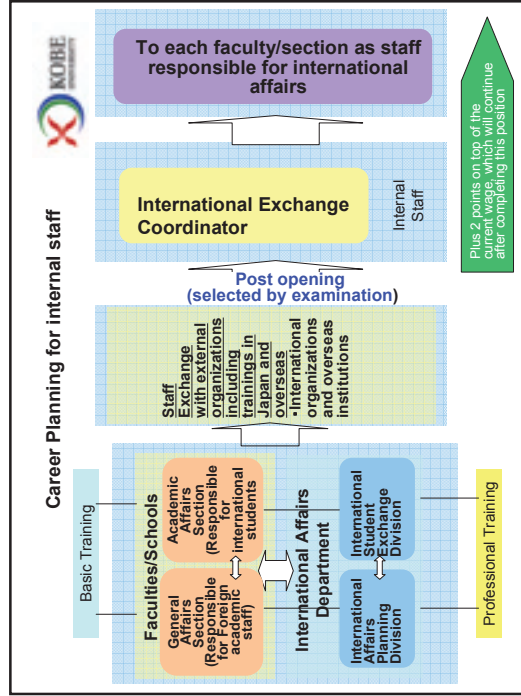 Career Planning for internal staff
KOBE
UNIVERSITY
Basic Training
Faculties/Schools
General
Affairs
Section
(Responsible
for Foreign
academic
staff)
Academic
Affairs
Section
(Responsible
for
international
students
International Affairs
Department
International
Affairs
Planning
Division
International
Student
Exchange
Division
Professional Training
Staff
Exchange
with external
organizations
including
trainings in
Japan and
overseas
•International
organizations
and overseas
institutions
Post opening
(selected by examination)
International Exchange
Coordinator
Internal
Staff
To each faculty/section as staff
responsible for international
affairs
Plus 2 points on top of the
current wage, which will continue
after completing this position